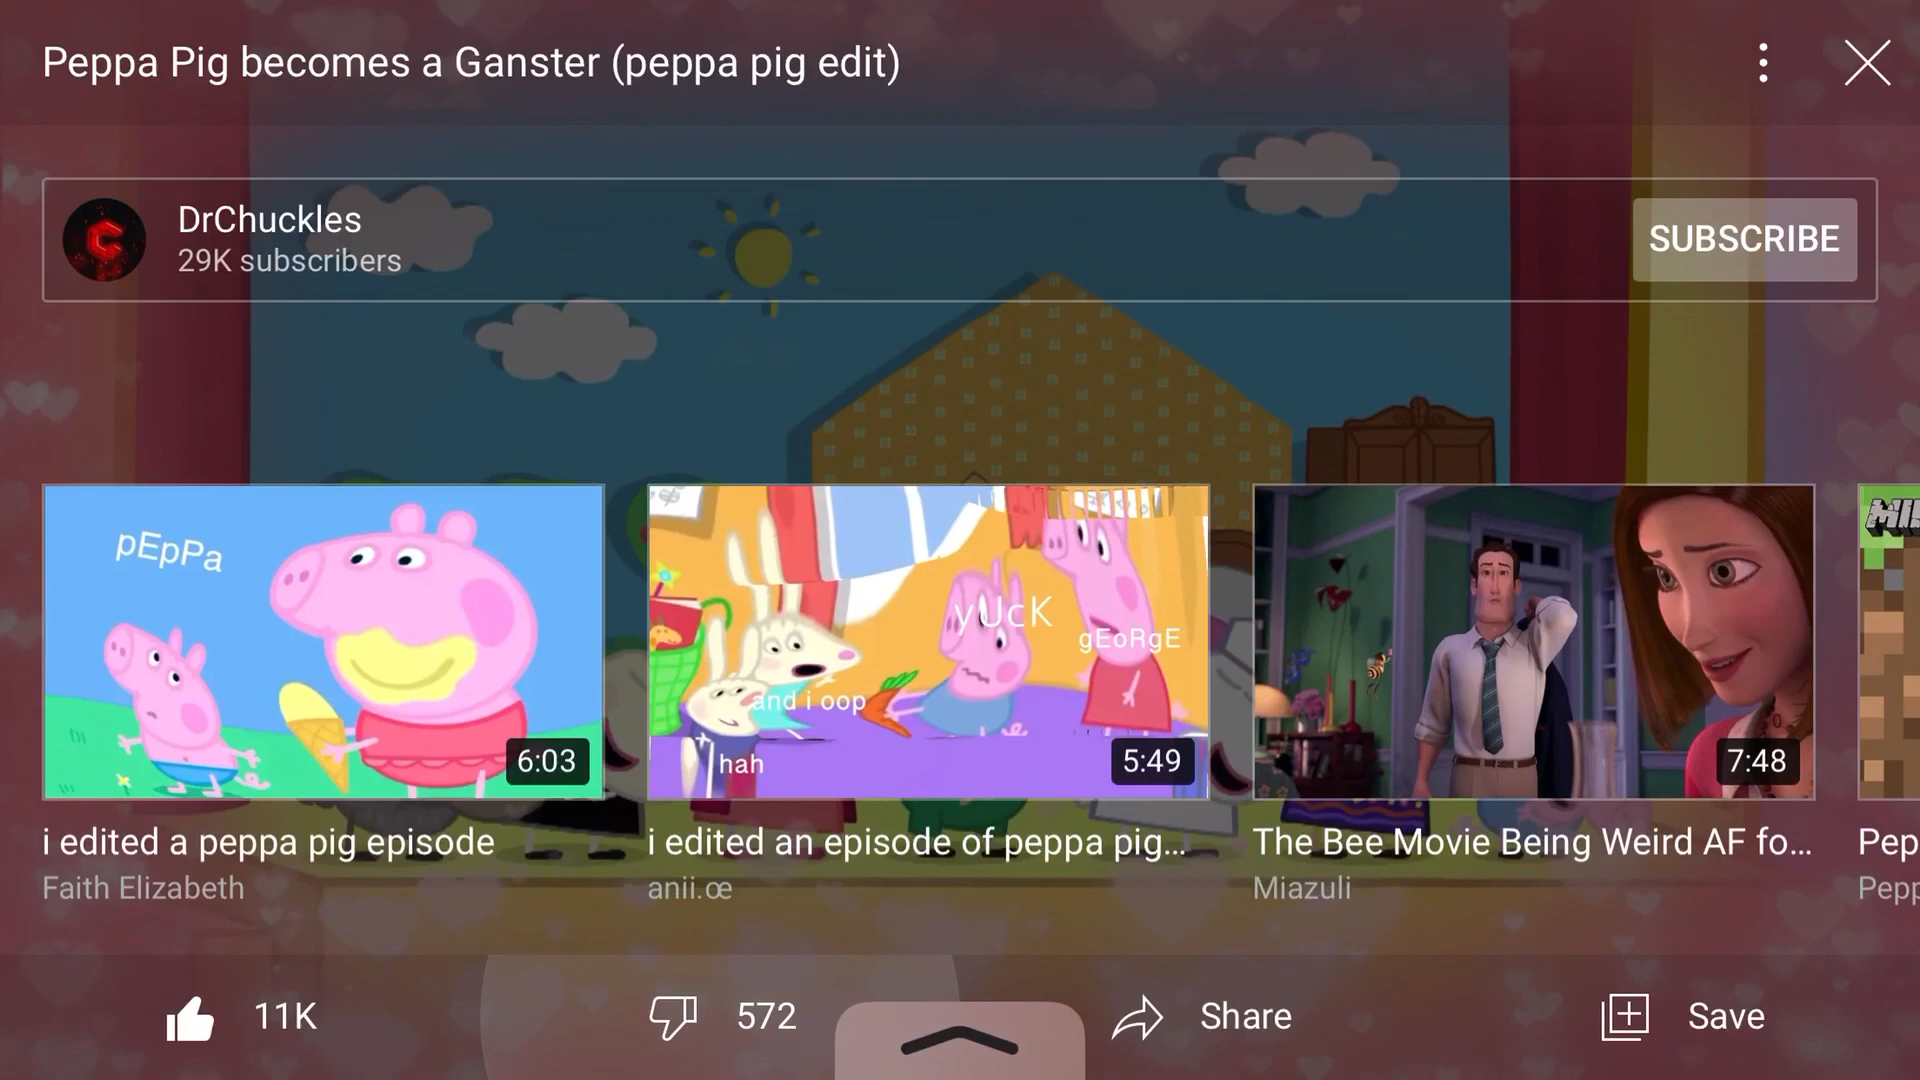 Peppa Pig becomes a Ganster (peppa pig edit)
DrChuckles
29K subscribers
SUBSCRIBE
pEpPa
6:03
yUcK
gEoRgE
and i oop
hah
5:49
7:48
i edited a peppa pig episode
Faith Elizabeth
i edited an episode of peppa pig...
anii.œ
The Bee Movie Being Weird AF fo...
Miazuli
Pep
Pepp
11K
572
Share
Save